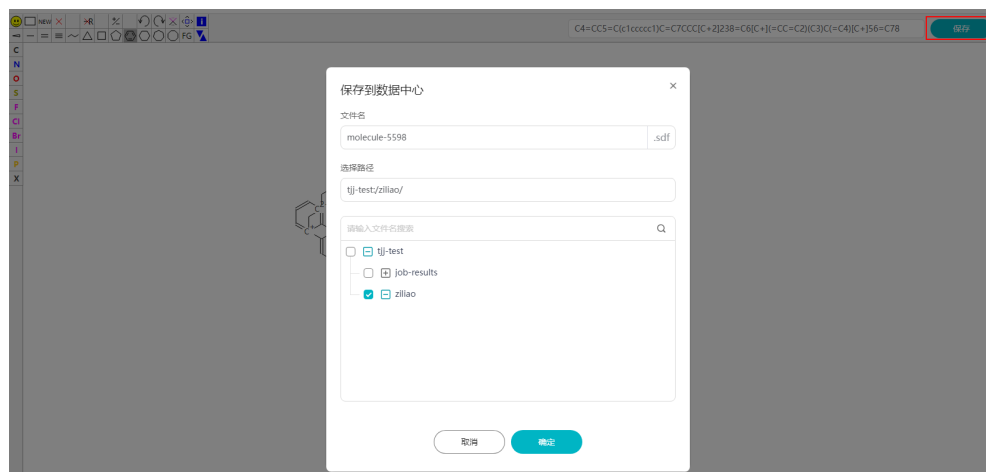 NEW
+R
FG
C4=CC5=C(c1ccccc1)C=C7CCC[C+2]238=C6[C+](=CC=C2)(C3)C(=C4)[C+]56=C78
保存
C
N
O
S
F
Cl
Br
I
P
X
保存到数据中心
文件名
molecule-5598
.sdf
选择路径
tjj-test:/ziliao/
请输入文件名搜索
tjj-test
job-results
ziliao
取消
确定